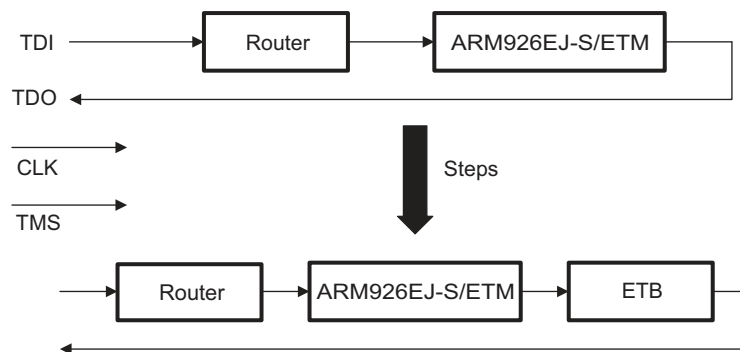 TDI
Router
ARM926EJ-S/ETM
TDO
CLK
Steps
TMS
Router
ARM926EJ-S/ETM
ETB